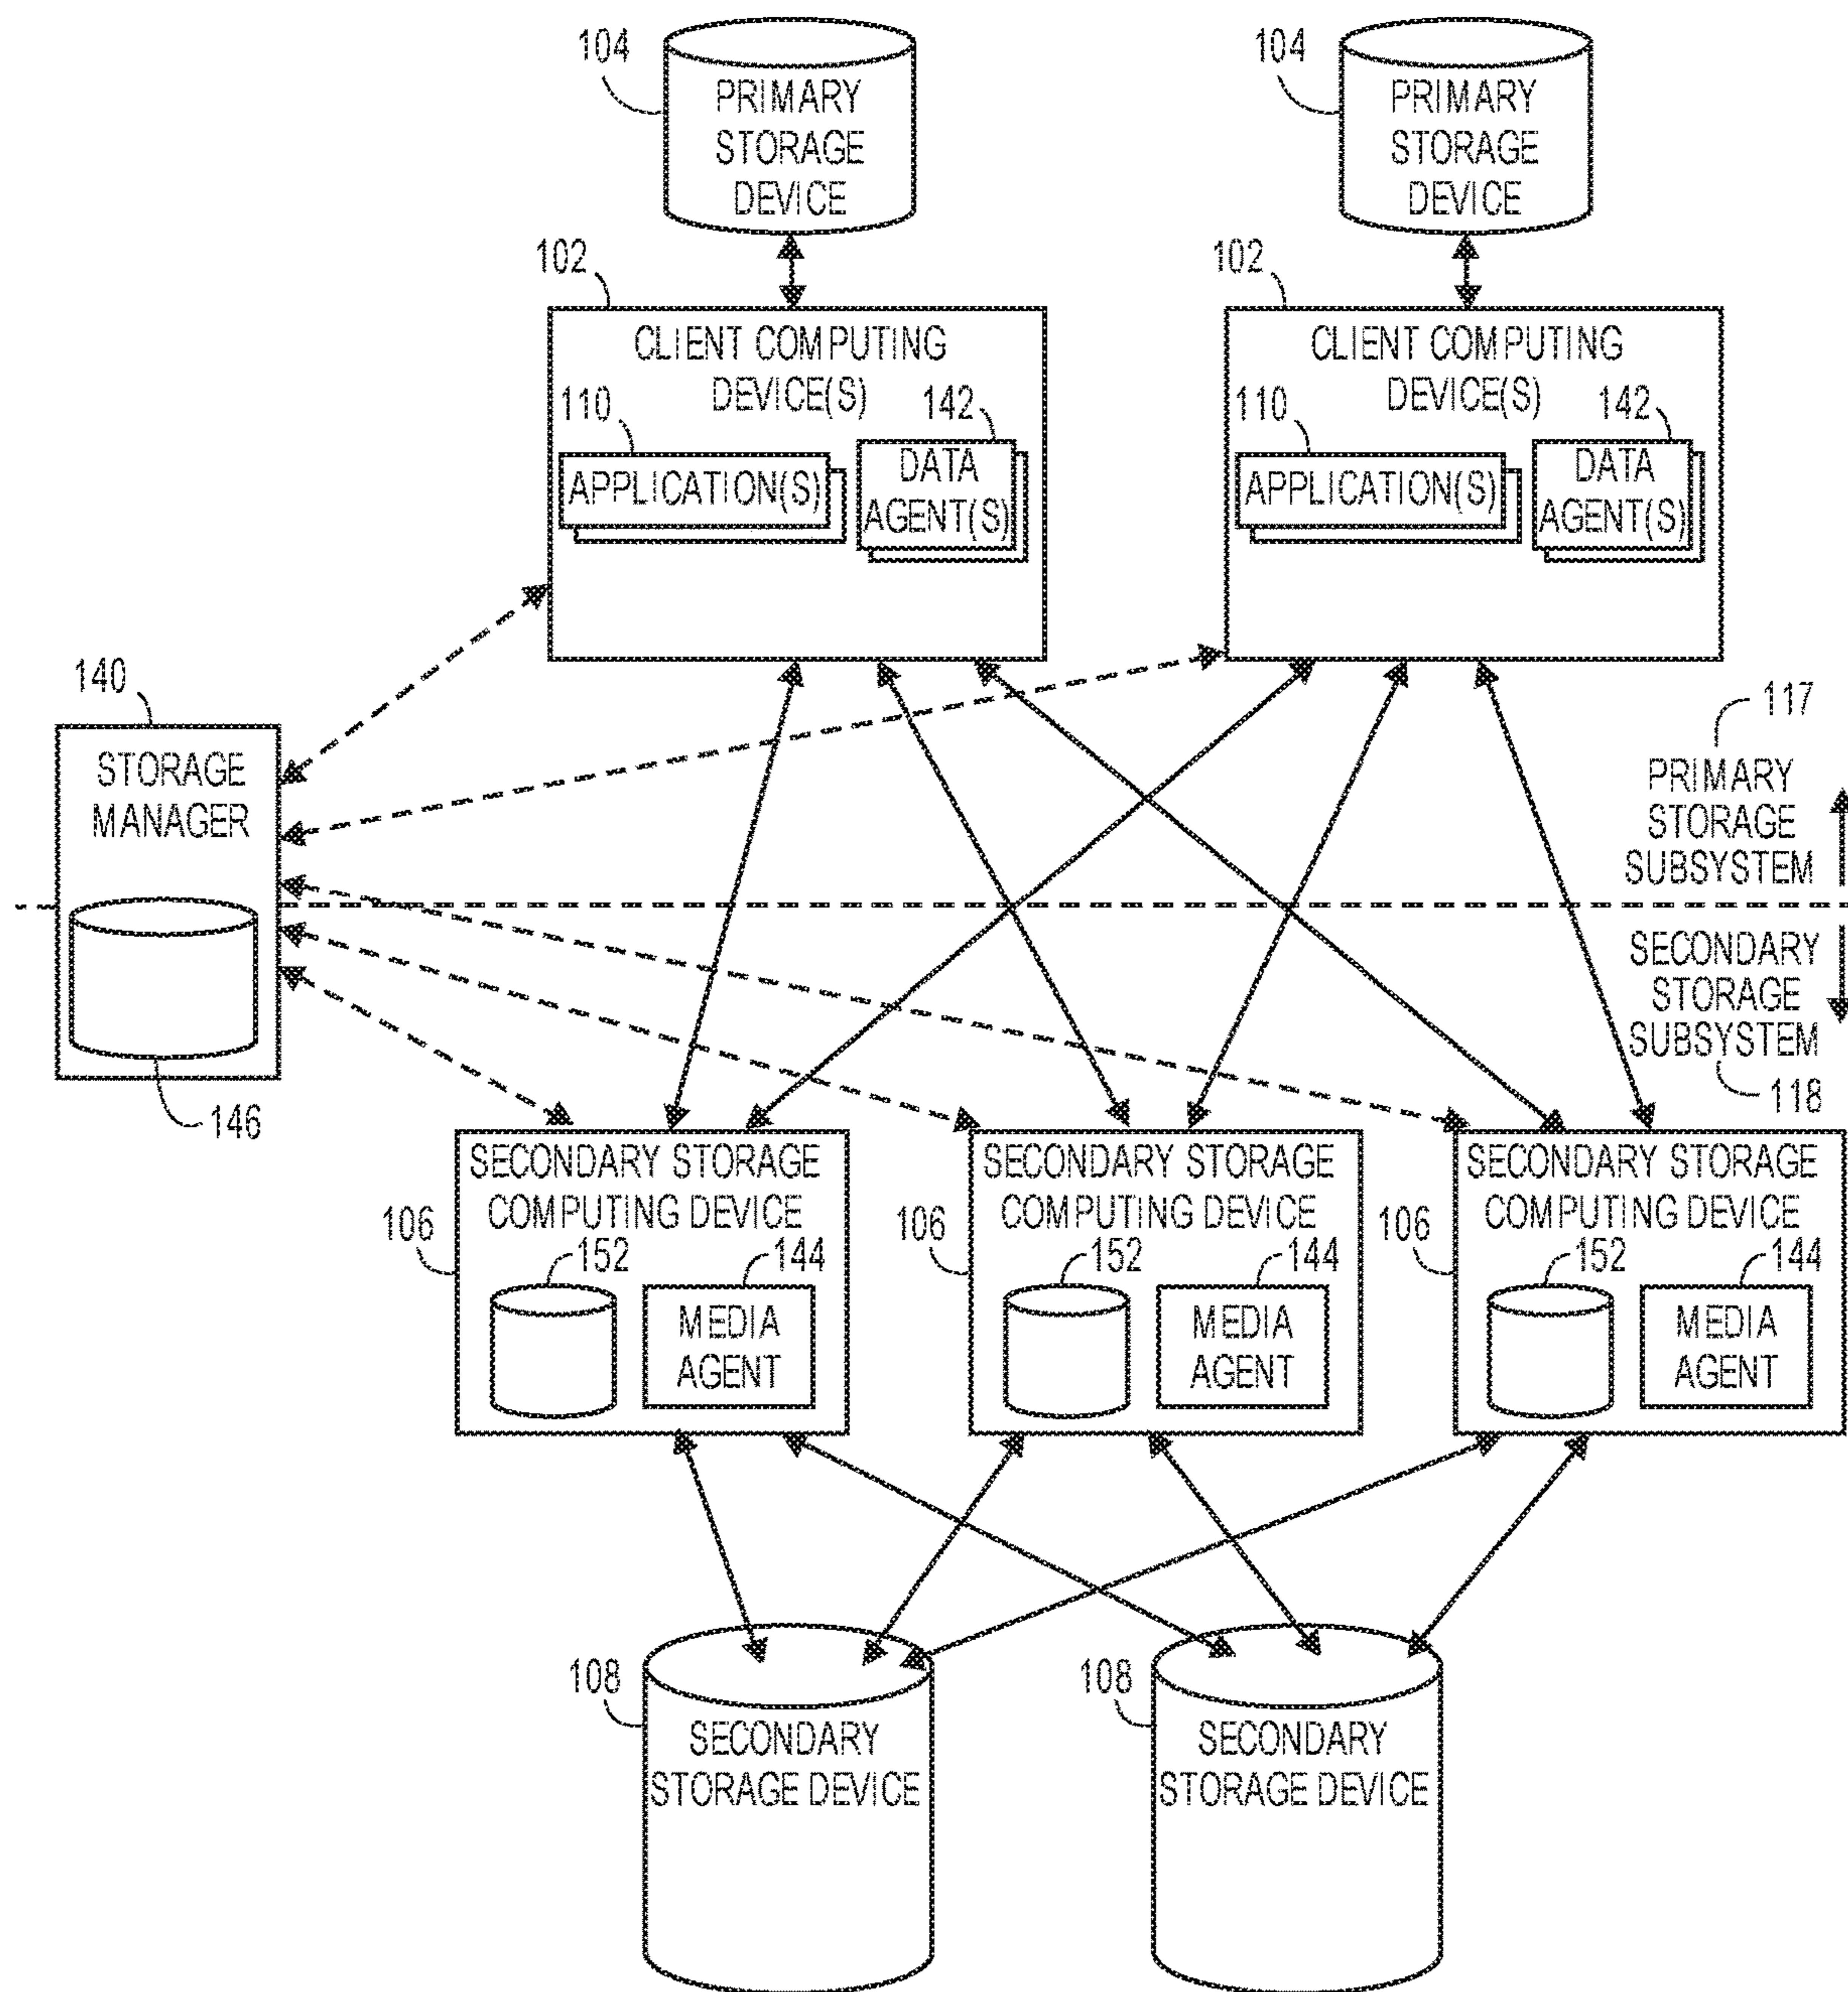 104
PRIMARY
STORAGE
DEVICE
104
PRIMARY
STORAGE
DEVICE
102
CLIENT COMPUTING
DEVICE(S)
110
142
APPLICATION(S)
DATA
AGENT(S)
102
CLIENT COMPUTING
DEVICE(S)
110
142
APPLICATION(S)
DATA
AGENT(S)
140
STORAGE
MANAGER
146
117
PRIMARY
STORAGE
SUBSYSTEM
SECONDARY
STORAGE
SUBSYSTEM
118
106
SECONDARY STORAGE
COMPUTING DEVICE
152
144
MEDIA
AGENT
106
SECONDARY STORAGE
COMPUTING DEVICE
152
144
MEDIA
AGENT
106
SECONDARY STORAGE
COMPUTING DEVICE
152
144
MEDIA
AGENT
108
SECONDARY
STORAGE DEVICE
108
SECONDARY
STORAGE DEVICE